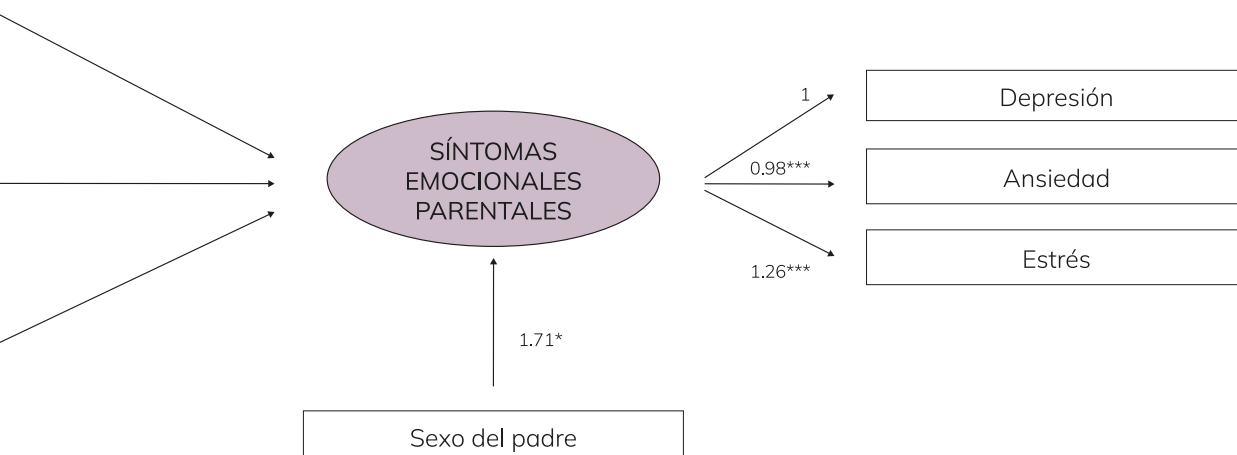 1
Depresión
SÍNTOMAS
EMOCIONALES
PARENTALES
0.98***
Ansiedad
1.26***
Estrés
1.71*
Sexo del padre